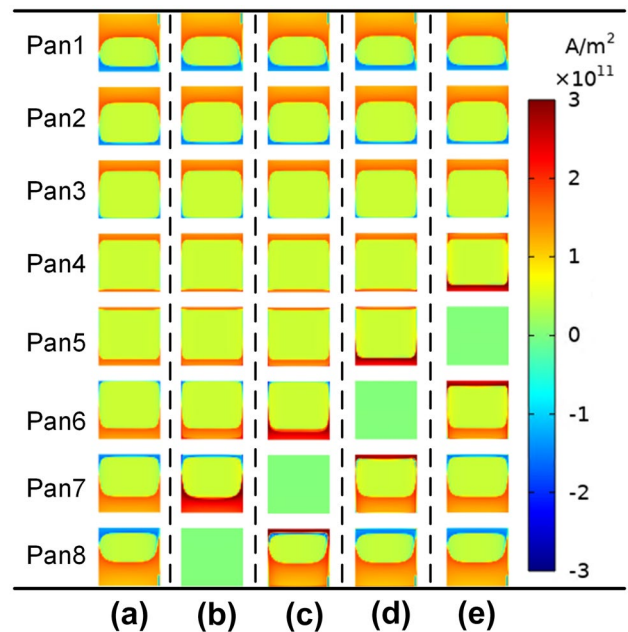 Pan1
Pan2
Pan3
Pan4
Pan5
Pan6
Pan7
Pan8
(a) (b) (c) (d) (e)
A/m²
×10¹¹
3
2
1
0
-1
-2
-3